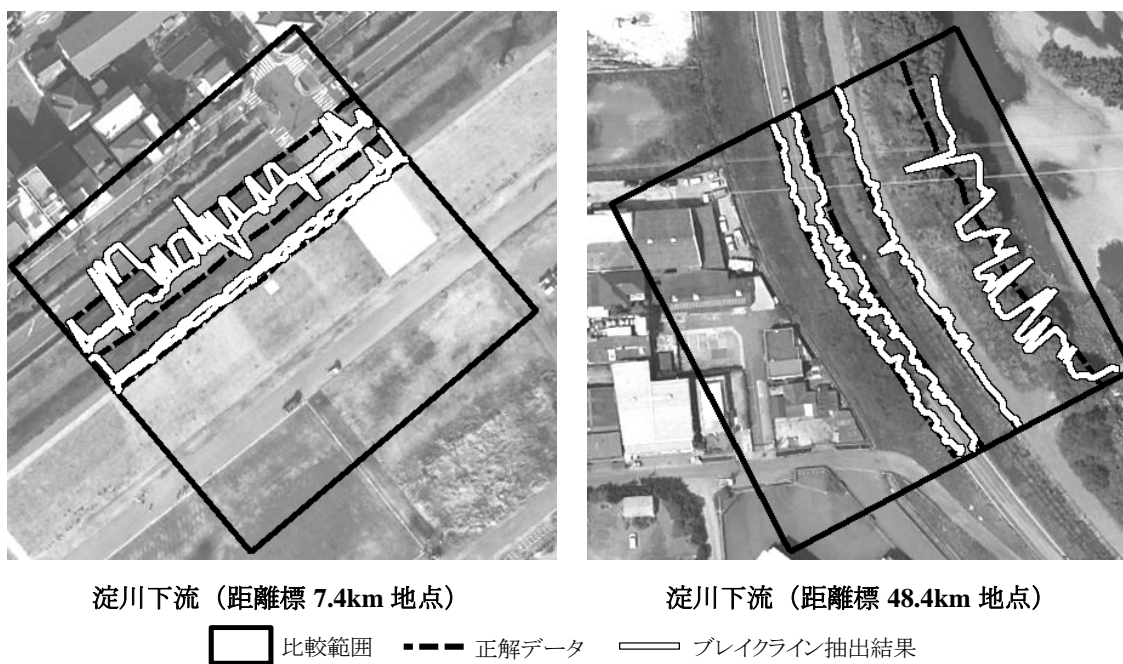 淀川下流（距離標 7.4km 地点）
淀川下流（距離標 48.4km 地点）
比較範囲 正解データ ブレイクライン抽出結果